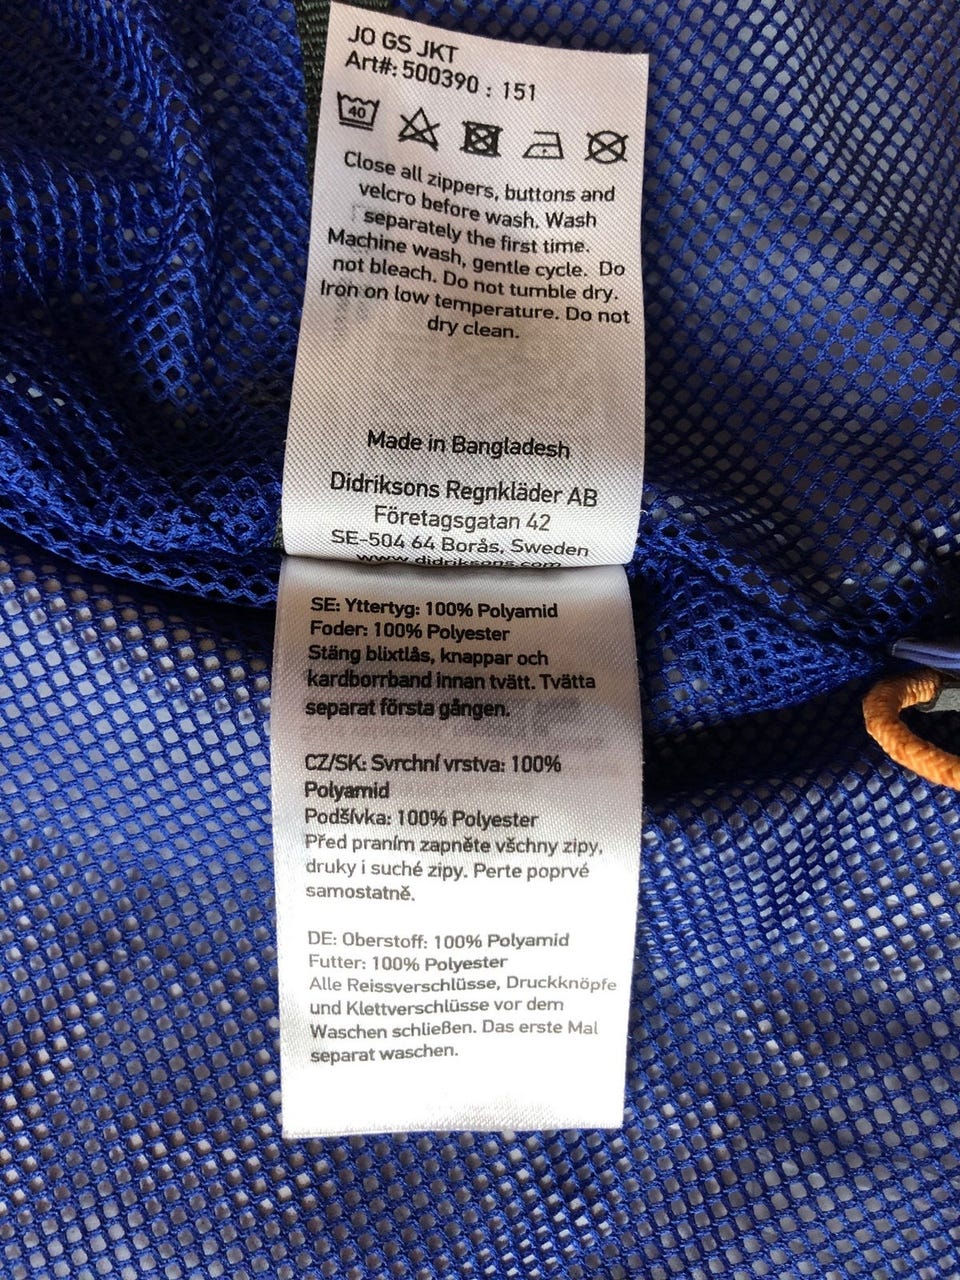 JO GS JKT
Art#: 500390 : 151
40
Close all zippers, buttons and
velcro before wash. Wash
separately the first time.
Machine wash, gentle cycle. Do
not bleach. Do not tumble dry.
Iron on low temperature. Do not
dry clean.
Made in Bangladesh
Didriksons Regnkläder AB
Företagsgatan 42
SE-504 64 Borås, Sweden
www.didriksons.com
SE: Yttertyg: 100% Polyamid
Foder: 100% Polyester
Stäng blixtlås, knappar och
kardborrband innan tvätt. Tvätta
separat första gången.
CZ/SK: Svrchní vrstva: 100%
Polyamid
Podšívka: 100% Polyester
Před praním zapněte všchny zipy,
druky i suché zipy. Perte poprvé
samostatně.
DE: Oberstoff: 100% Polyamid
Futter: 100% Polyester
Alle Reissverschlüsse, Druckknöpfe
und Klettverschlüsse vor dem
Waschen schließen. Das erste Mal
separat waschen.